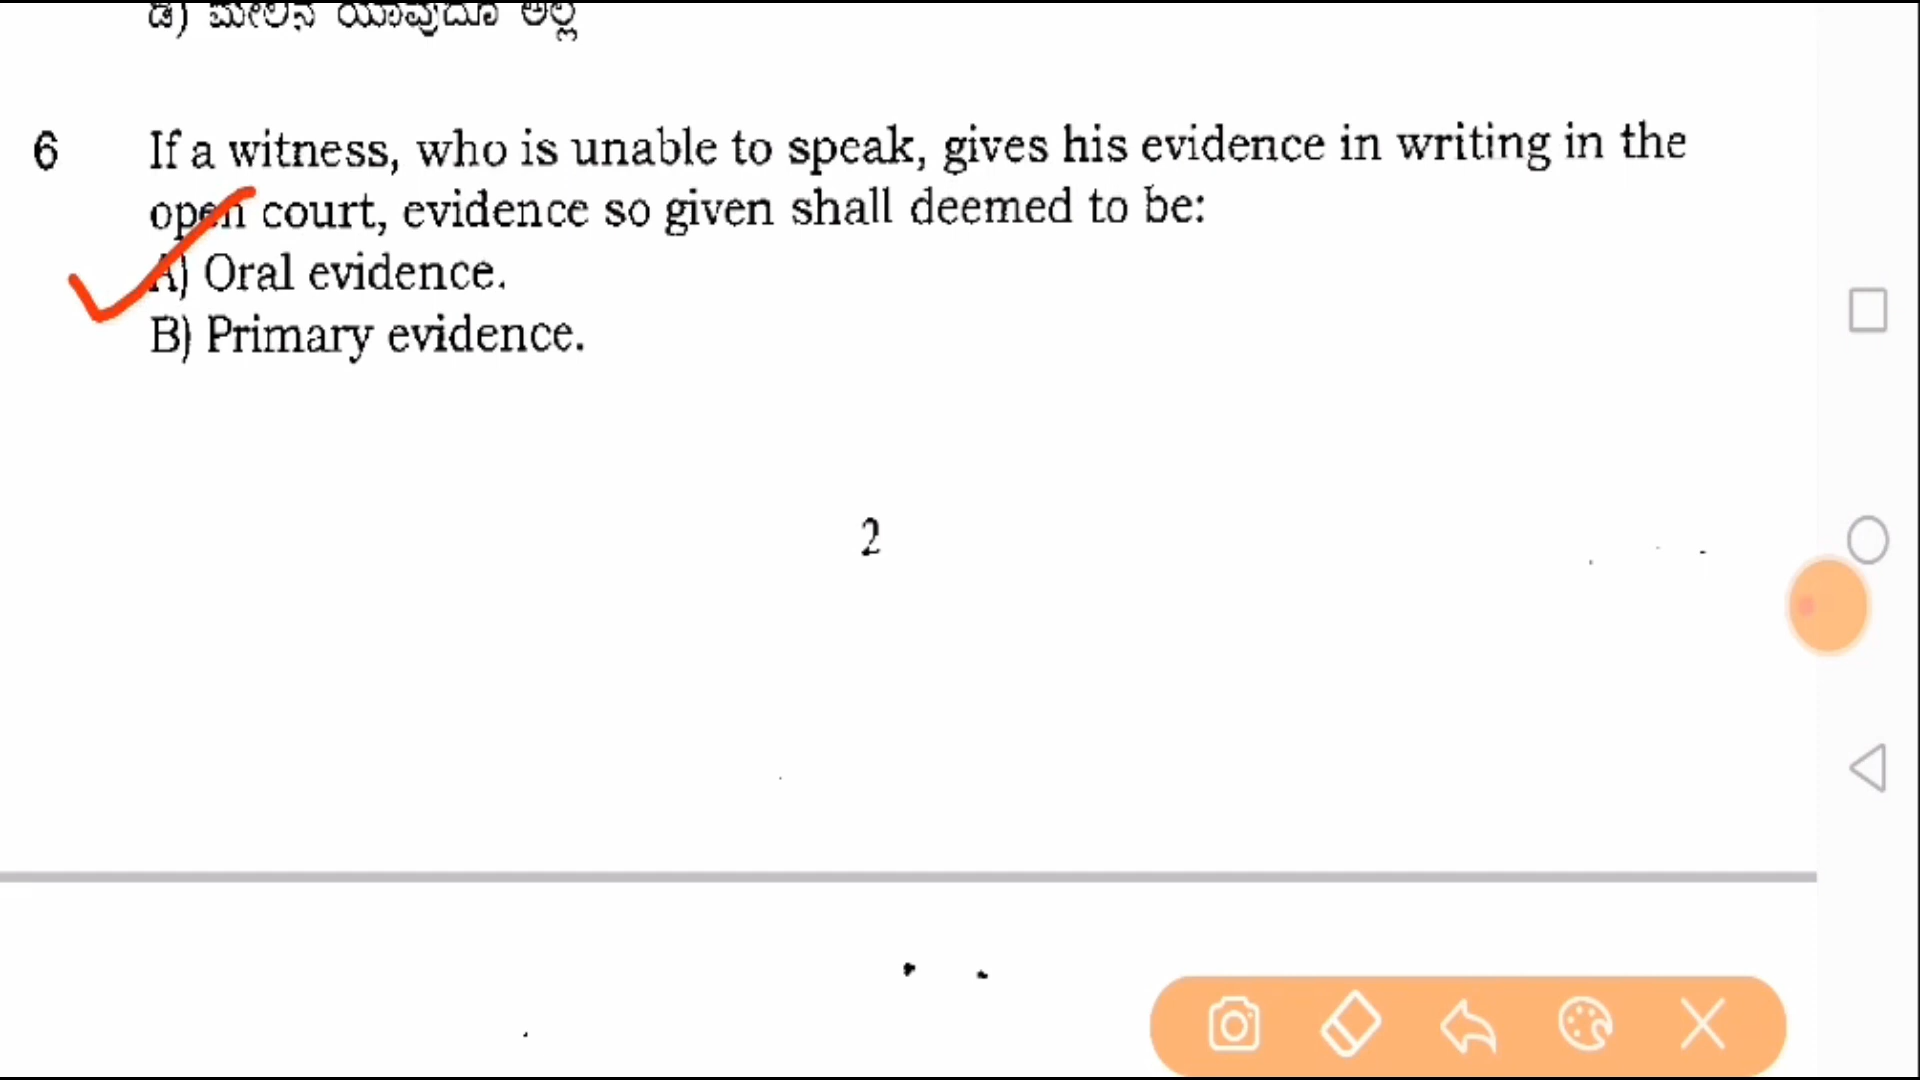 ಡಿ) ಮೇಲಿನ ಯಾವುದೂ ಅಲ್ಲ
6 If a witness, who is unable to speak, gives his evidence in writing in the
open court, evidence so given shall deemed to be:
A) Oral evidence.
B) Primary evidence.
2